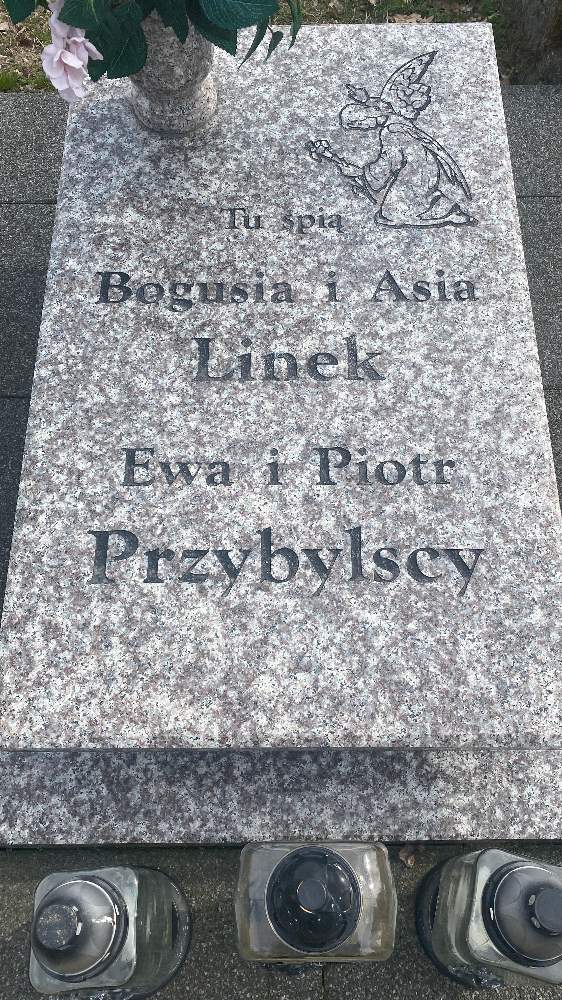 Tu śpią
Bogusia i Asia
Linek
Ewa i Piotr
Przybylscy